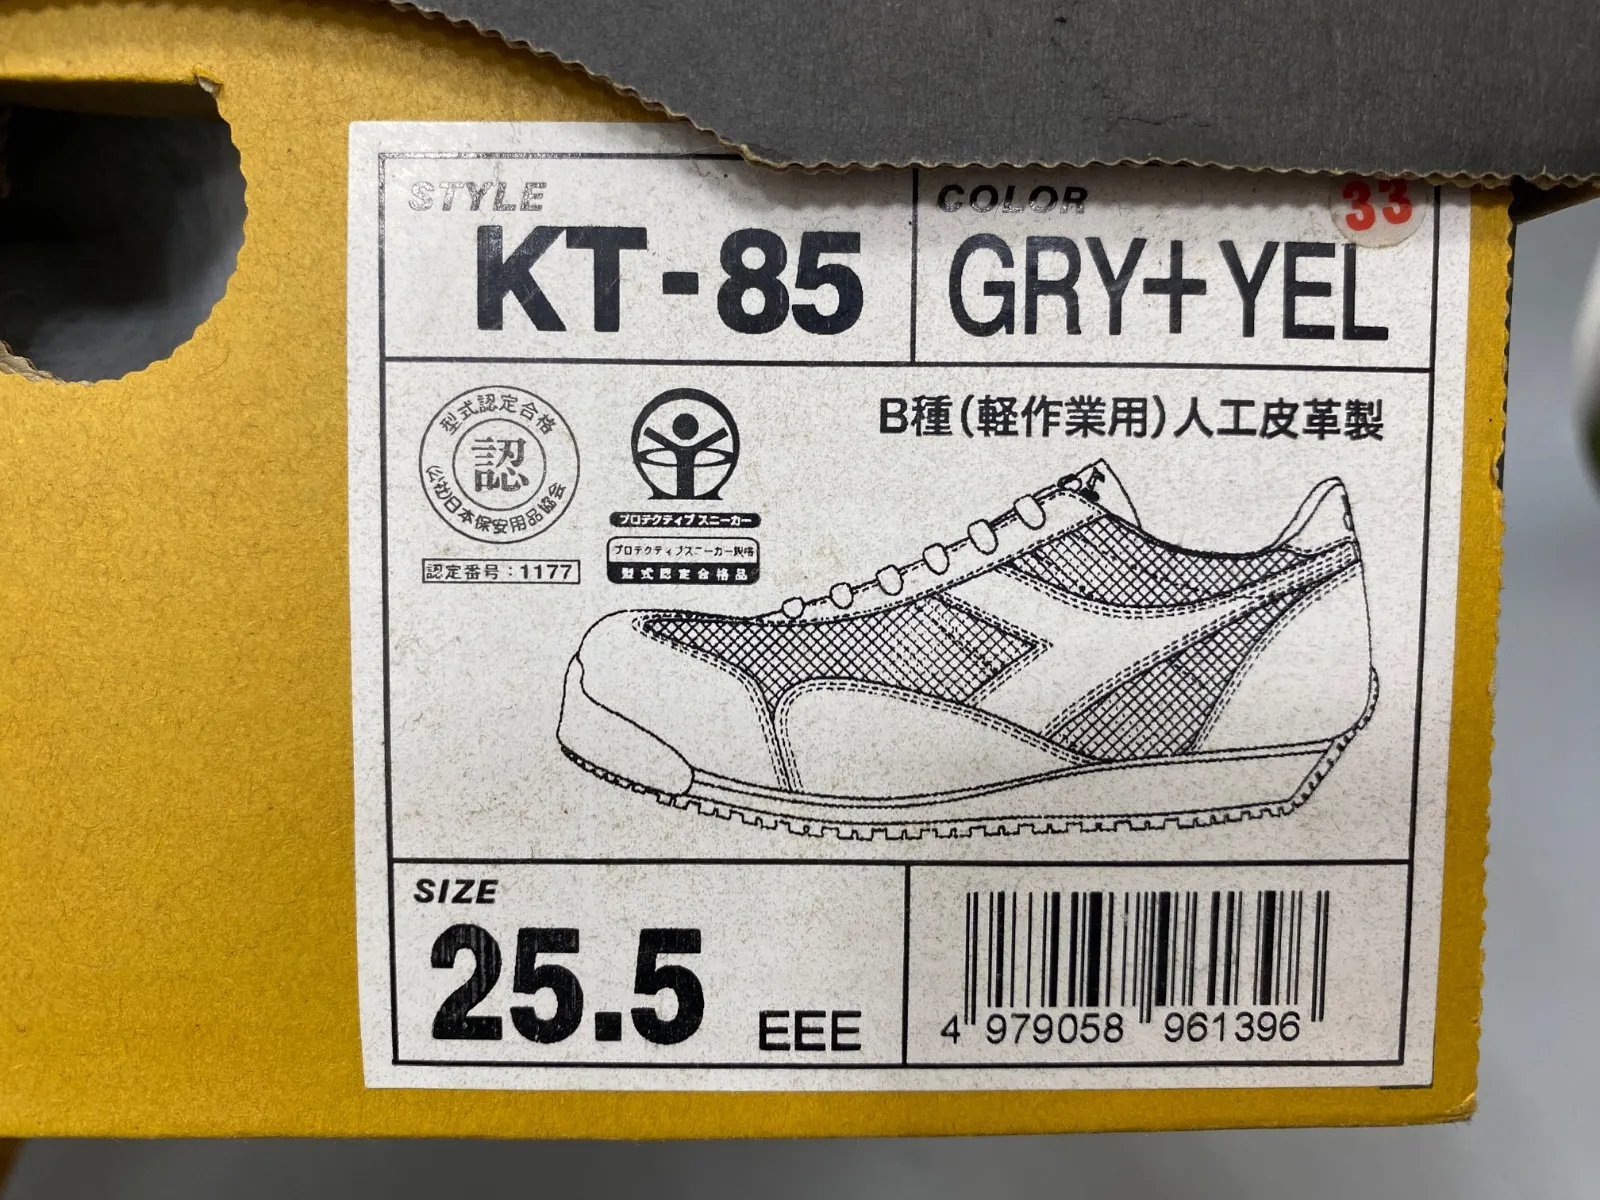 STYLE
KT-85
COLOR
33
GRY+YEL
型式認定合格
認
(公社)日本保安用品協会
認定番号:1177
プロテクティブスニーカー
プロテクティブスニーカー規格
型式認定合格品
B種(軽作業用)人工皮革製
SIZE
25.5 EEE
4 979058 961396